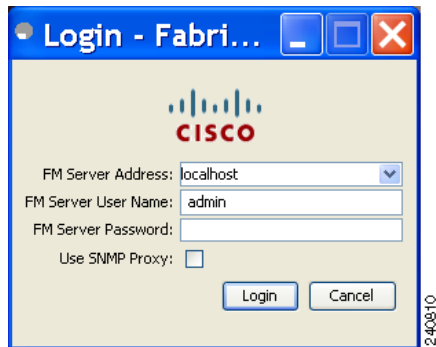 Login - Fabri...
CISCO
FM Server Address: localhost
FM Server User Name: admin
FM Server Password:
Use SNMP Proxy:
Login Cancel
240810